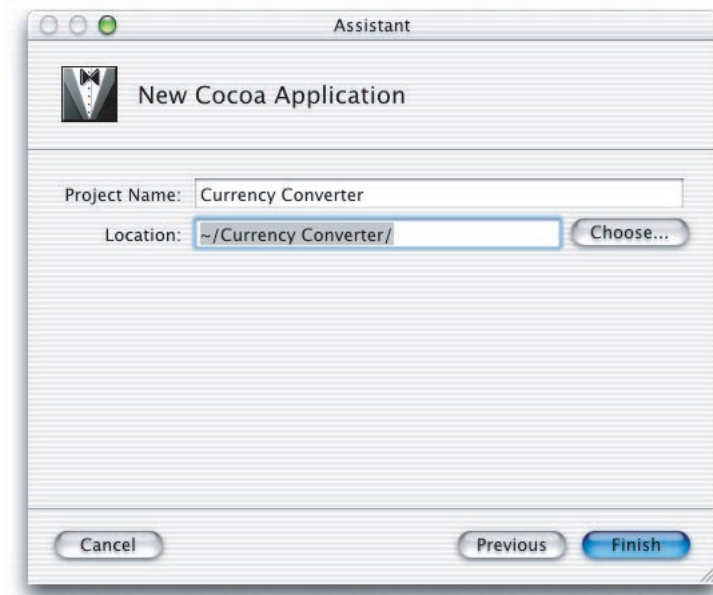 Assistant
New Cocoa Application
Project Name: Currency Converter
Location: ~/Currency Converter/ Choose...
Cancel Previous Finish